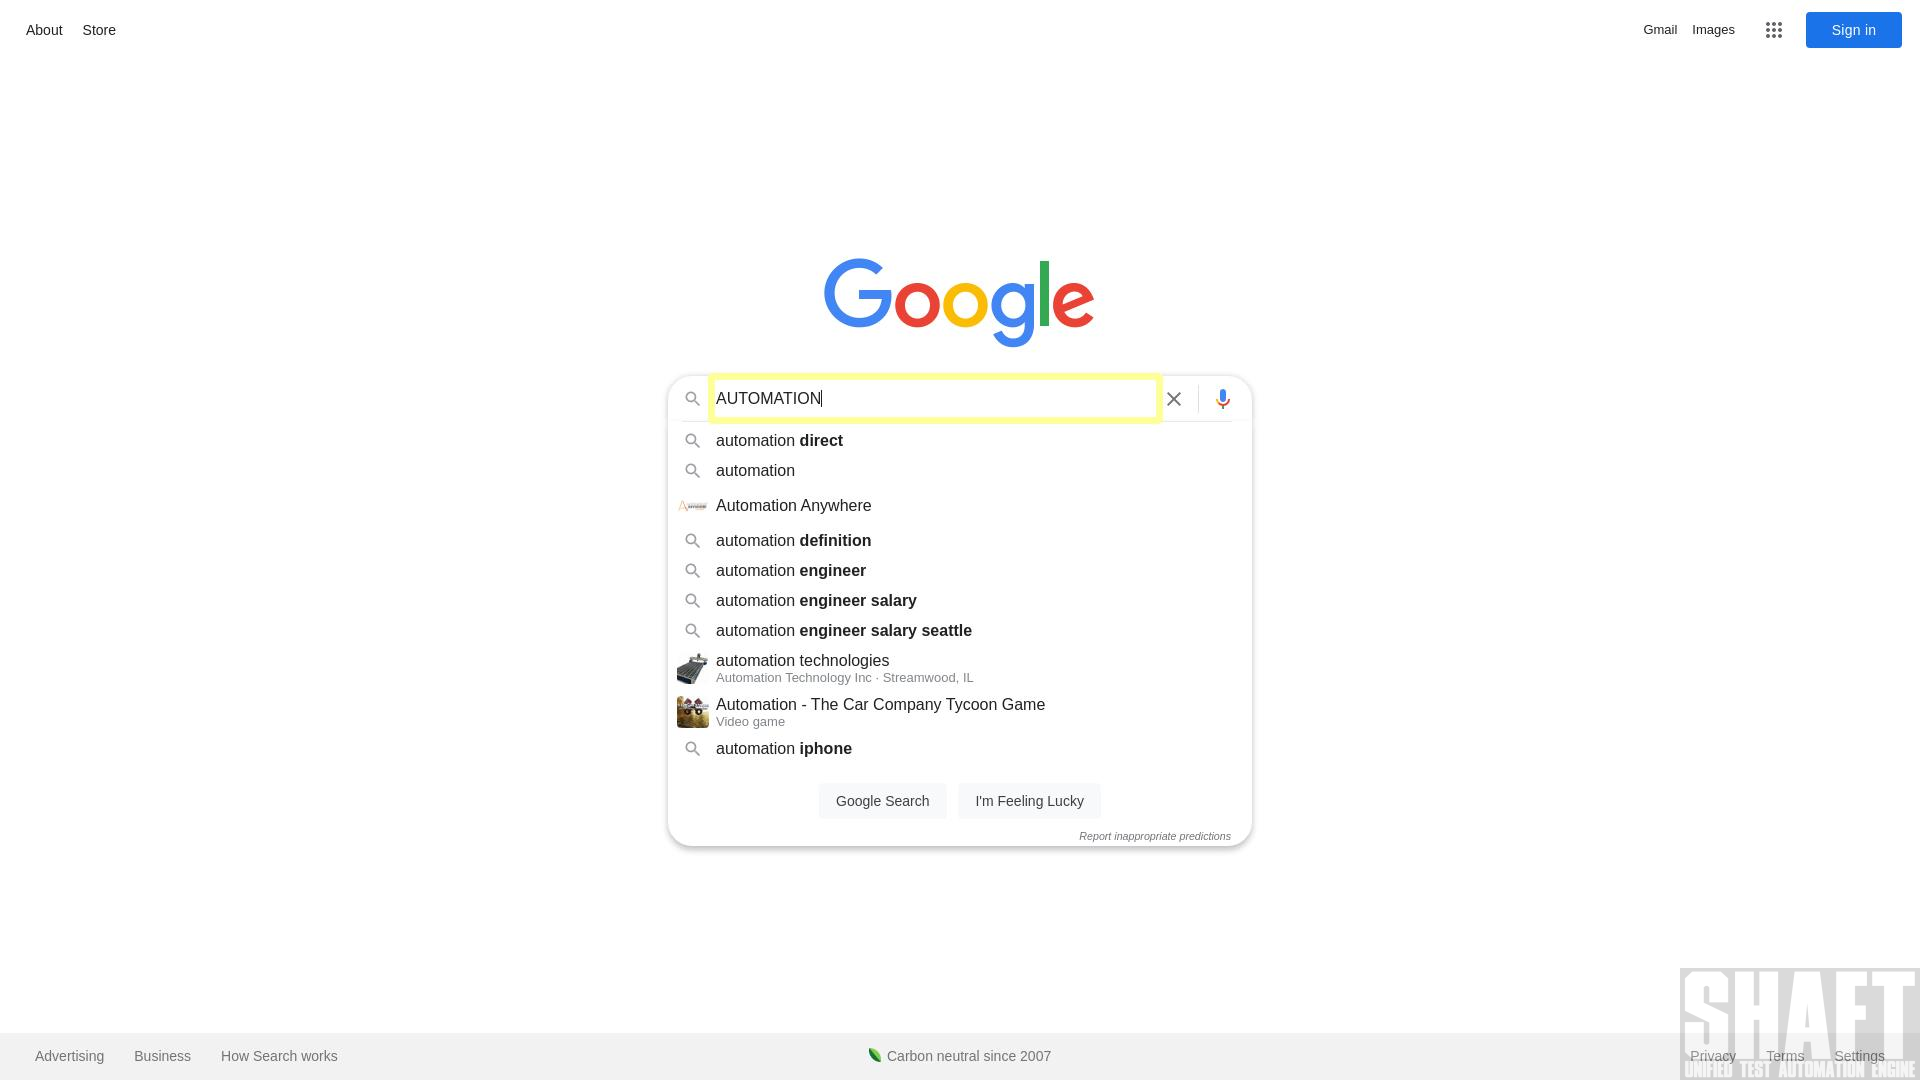 About Store
Gmail Images Sign in
Google
AUTOMATION
automation direct
automation
Automation Anywhere
automation definition
automation engineer
automation engineer salary
automation engineer salary seattle
automation technologies
Automation Technology Inc · Streamwood, IL
Automation - The Car Company Tycoon Game
Video game
automation iphone
Google Search I'm Feeling Lucky
Report inappropriate predictions
SHAFT
Advertising Business How Search works Carbon neutral since 2007 Privacy Terms Settings
UNIFIED TEST AUTOMATION ENGINE